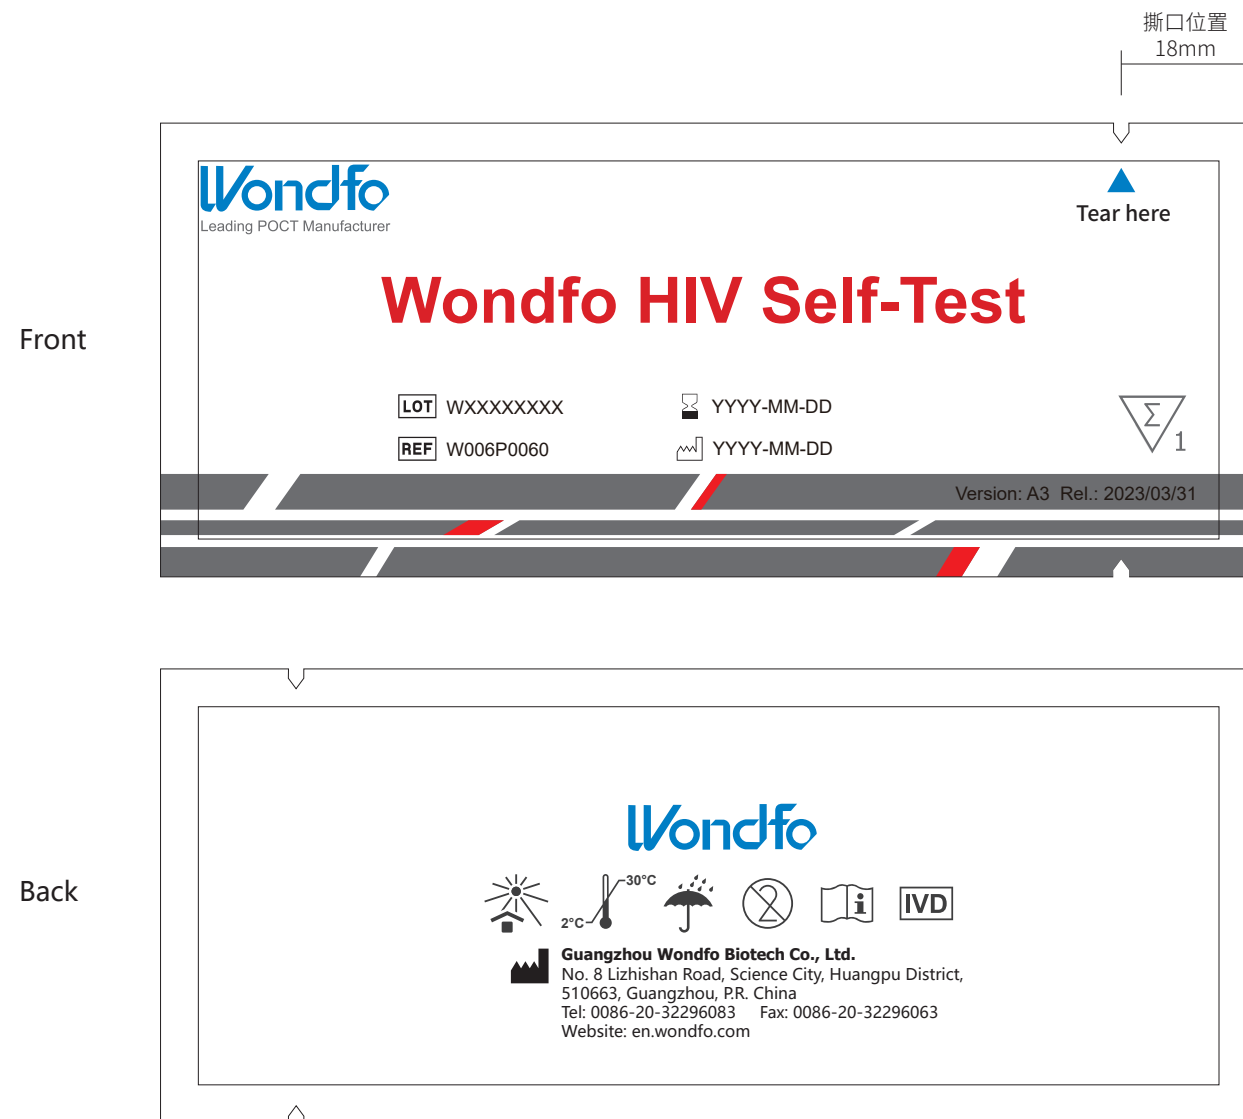 撕口位置
18mm
Wondfo
Leading POCT Manufacturer
Tear here
Wondfo HIV Self-Test
Front
LOT WXXXXXXXX
YYYY-MM-DD
REF W006P0060
YYYY-MM-DD
Σ
1
Version: A3 Rel.: 2023/03/31
Wondfo
Back
30°C
2°C
2
i
IVD
Guangzhou Wondfo Biotech Co., Ltd.
No. 8 Lizhishan Road, Science City, Huangpu District,
510663, Guangzhou, P.R. China
Tel: 0086-20-32296083 Fax: 0086-20-32296063
Website: en.wondfo.com